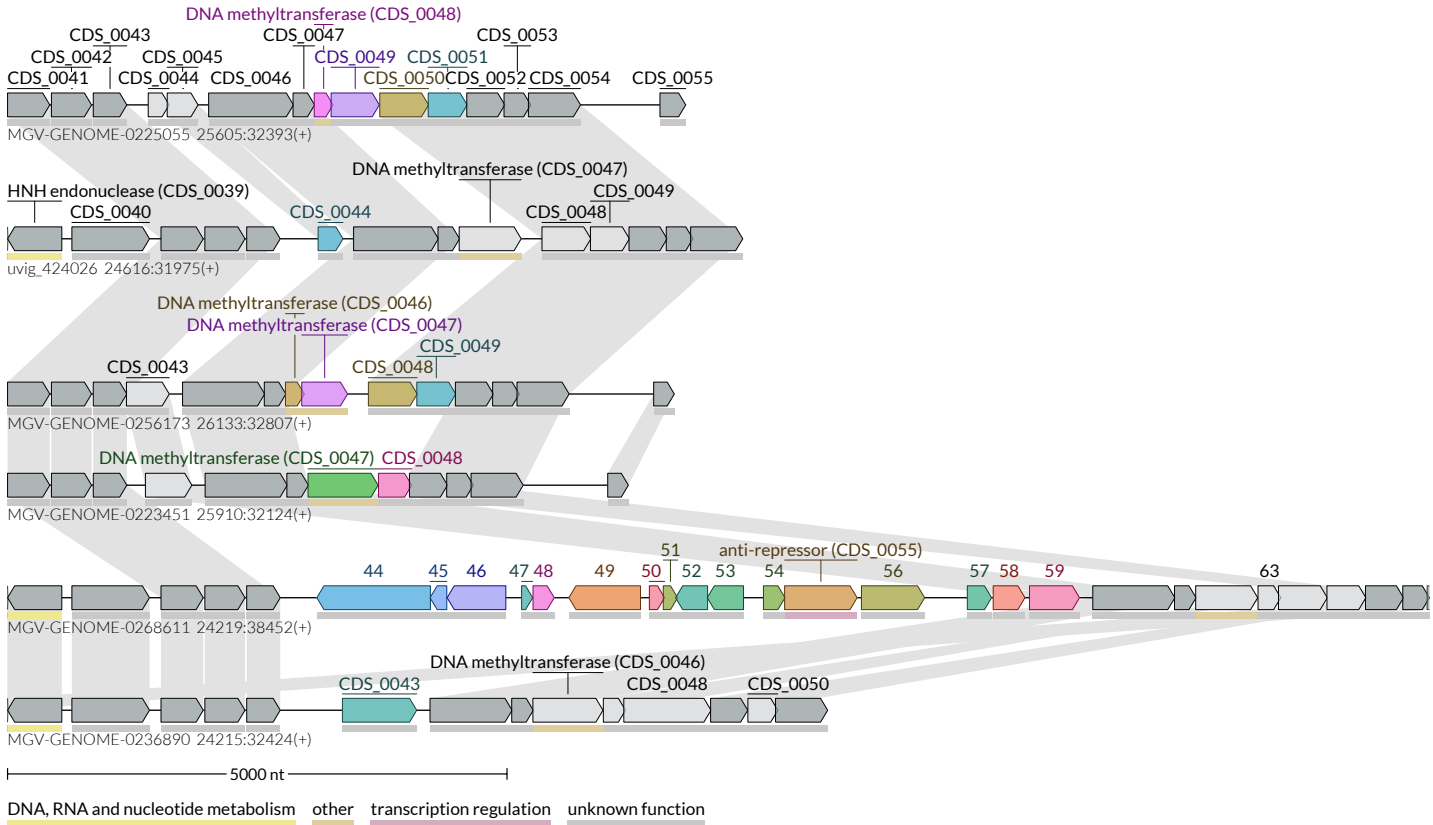 DNA methyltransferase (CDS_0048)
CDS_0043 CDS_0047 CDS_0053
CDS_0042 CDS_0045 CDS_0049 CDS_0051
CDS_0041 CDS_0044 CDS_0046 CDS_0050 CDS_0052 CDS_0054 CDS_0055
MGV-GENOME-0225055 25605:32393(+)
DNA methyltransferase (CDS_0047)
HNH endonuclease (CDS_0039) CDS_0049
CDS_0040 CDS_0044 CDS_0048
uvig_424026 24616:31975(+)
DNA methyltransferase (CDS_0046)
DNA methyltransferase (CDS_0047)
CDS_0049
CDS_0043 CDS_0048
MGV-GENOME-0256173 26133:32807(+)
DNA methyltransferase (CDS_0047) CDS_0048
MGV-GENOME-0223451 25910:32124(+)
51 anti-repressor (CDS_0055)
44 45 46 47 48 49 50 52 53 54 56 57 58 59 63
MGV-GENOME-0268611 24219:38452(+)
DNA methyltransferase (CDS_0046)
CDS_0043 CDS_0048 CDS_0050
MGV-GENOME-0236890 24215:32424(+)
5000 nt
DNA, RNA and nucleotide metabolism other transcription regulation unknown function